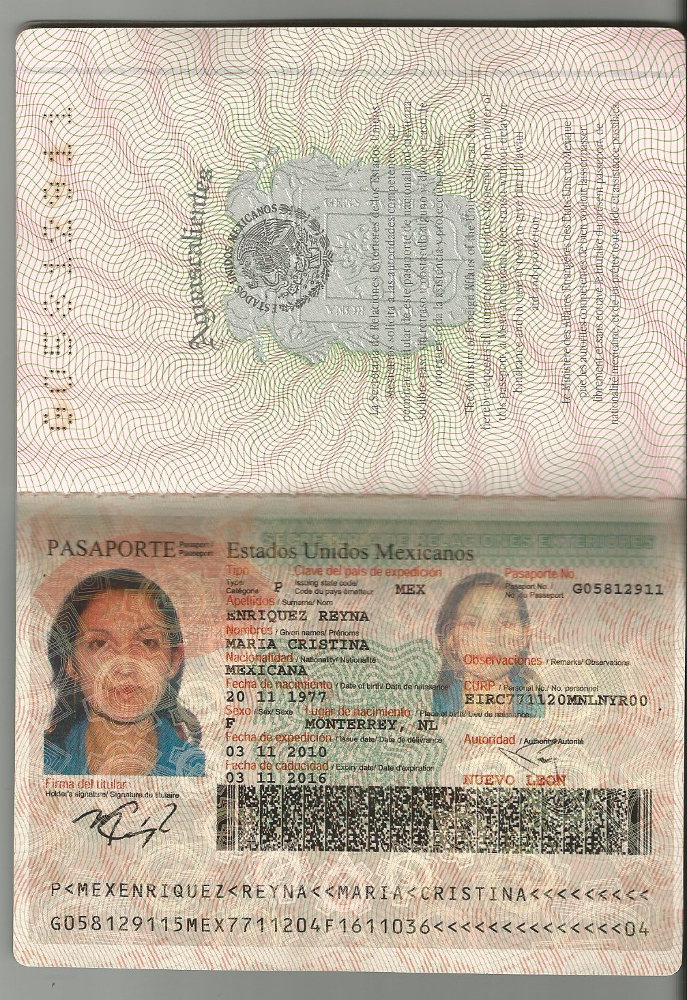 Aguascalientes
ESTADOS UNIDOS MEXICANOS
La Secretaría de Relaciones Exteriores de los Estados Unidos
Mexicanos solicita a las autoridades competentes que
permitan al titular de este pasaporte de nacionalidad mexicana
su libre paso sin retraso u obstáculo alguno y, dado el caso, le
otorguen toda la asistencia y protección posibles.
The Ministry of Foreign Affairs of the United Mexican States
hereby requests all competent authorities to permit the holder of
this passport, a Mexican national, free transit without delay or
hindrance and in case of need to give him all lawful
aid and protection.
Le Ministère des Affaires Etrangères des Etats-Unis du Mexique
prie les autorités compétentes de bien vouloir laisser passer
librement et sans entrave le titulaire du présent passeport de
nationalité mexicaine, et de lui prêter toute aide et assistance possibles.
SECRETARÍA DE RELACIONES EXTERIORES
PASAPORTE Passport / Passeport Estados Unidos Mexicanos
Tipo Clave del país de expedición Pasaporte No.
Type / Catégorie P Issuing state code/ Code du pays émetteur MEX Passport No. / No. du Passeport G05812911
Apellidos / Surname/ Nom
ENRIQUEZ REYNA
Nombres / Given names/ Prénoms
MARIA CRISTINA
Nacionalidad / Nationality/ Nationalité Observaciones / Remarks/ Observations
MEXICANA
Fecha de nacimiento / Date of birth/ Date de naissance CURP / Personal No./ No. personnel
20 11 1977 EIRC771120MNLNYR00
Sexo / Sex/ Sexe Lugar de nacimiento / Place of birth/ Lieu de naissance
F MONTERREY, NL
Fecha de expedición / Issue date/ Date de délivrance Autoridad / Authority/ Autorité
03 11 2010
Fecha de caducidad / Expiry date/ Date d'expiration
03 11 2016 NUEVO LEON
Firma del titular
Holder's signature/ Signature du titulaire
P<MEXENRIQUEZ<REYNA<<MARIA<CRISTINA<<<<<<<<<
G058129115MEX7711204F1611036<<<<<<<<<<<<<<04